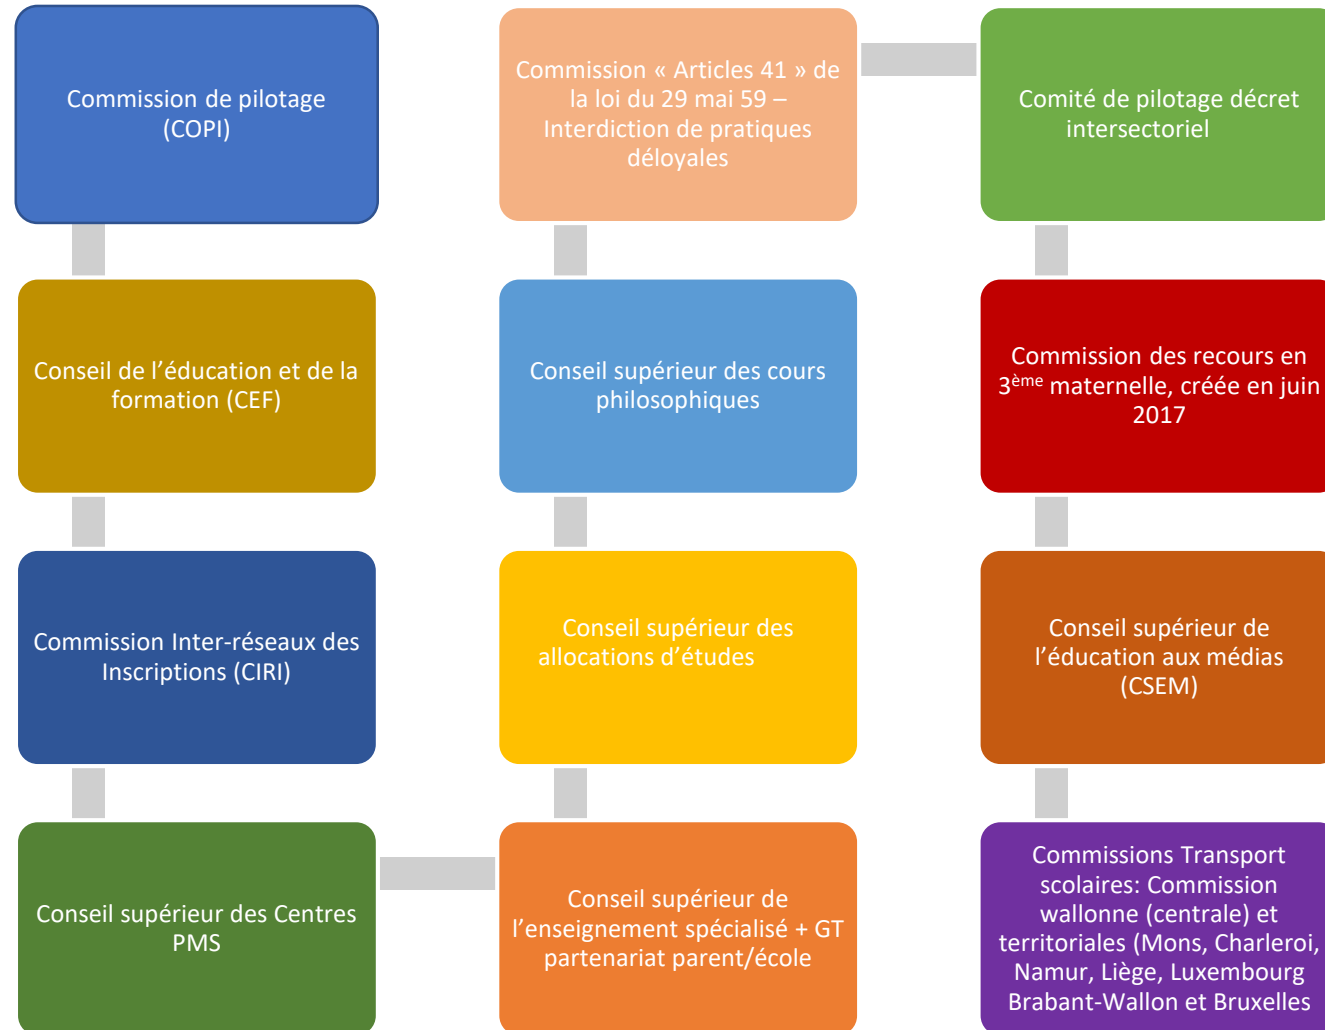 Commission de pilotage
(COPI)
Conseil de l’éducation et de la
formation (CEF)
Commission Inter-réseaux des
Inscriptions (CIRI)
Conseil supérieur des Centres
PMS
Conseil supérieur de
l’enseignement spécialisé + GT
partenariat parent/école
Conseil supérieur des
allocations d’études
Conseil supérieur des cours
philosophiques
Commission « Articles 41 » de
la loi du 29 mai 59 –
Interdiction de pratiques
déloyales
Comité de pilotage décret
intersectoriel
Commission des recours en
3ème maternelle, créée en juin
2017
Conseil supérieur de
l’éducation aux médias
(CSEM)
Commissions Transport
scolaires: Commission
wallonne (centrale) et
territoriales (Mons, Charleroi,
Namur, Liège, Luxembourg
Brabant-Wallon et Bruxelles